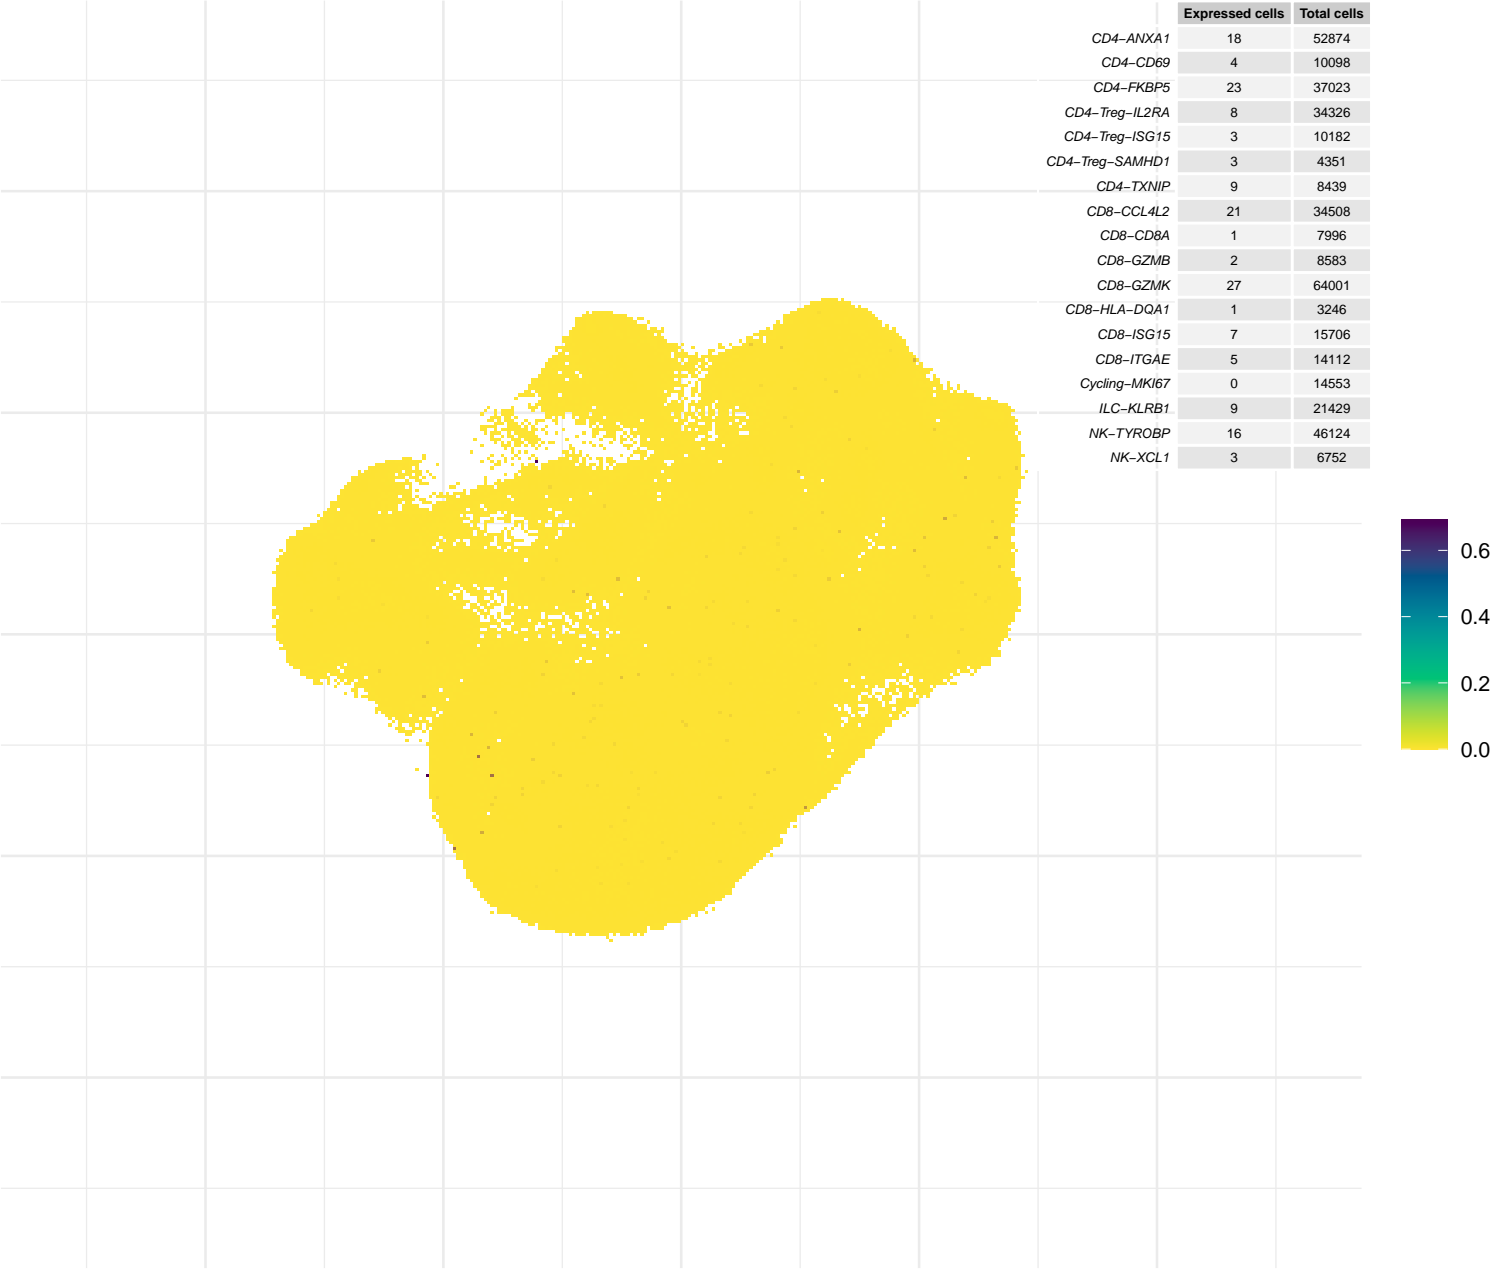 Expressed cells Total cells
CD4−ANXA1 18 52874
CD4−CD69 4 10098
CD4−FKBP5 23 37023
CD4−Treg−IL2RA 8 34326
CD4−Treg−ISG15 3 10182
CD4−Treg−SAMHD1 3 4351
CD4−TXNIP 9 8439
CD8−CCL4L2 21 34508
CD8−CD8A 1 7996
CD8−GZMB 2 8583
CD8−GZMK 27 64001
CD8−HLA−DQA1 1 3246
CD8−ISG15 7 15706
CD8−ITGAE 5 14112
Cycling−MKI67 0 14553
ILC−KLRB1 9 21429
NK−TYROBP 16 46124
NK−XCL1 3 6752
0.6
0.4
0.2
0.0